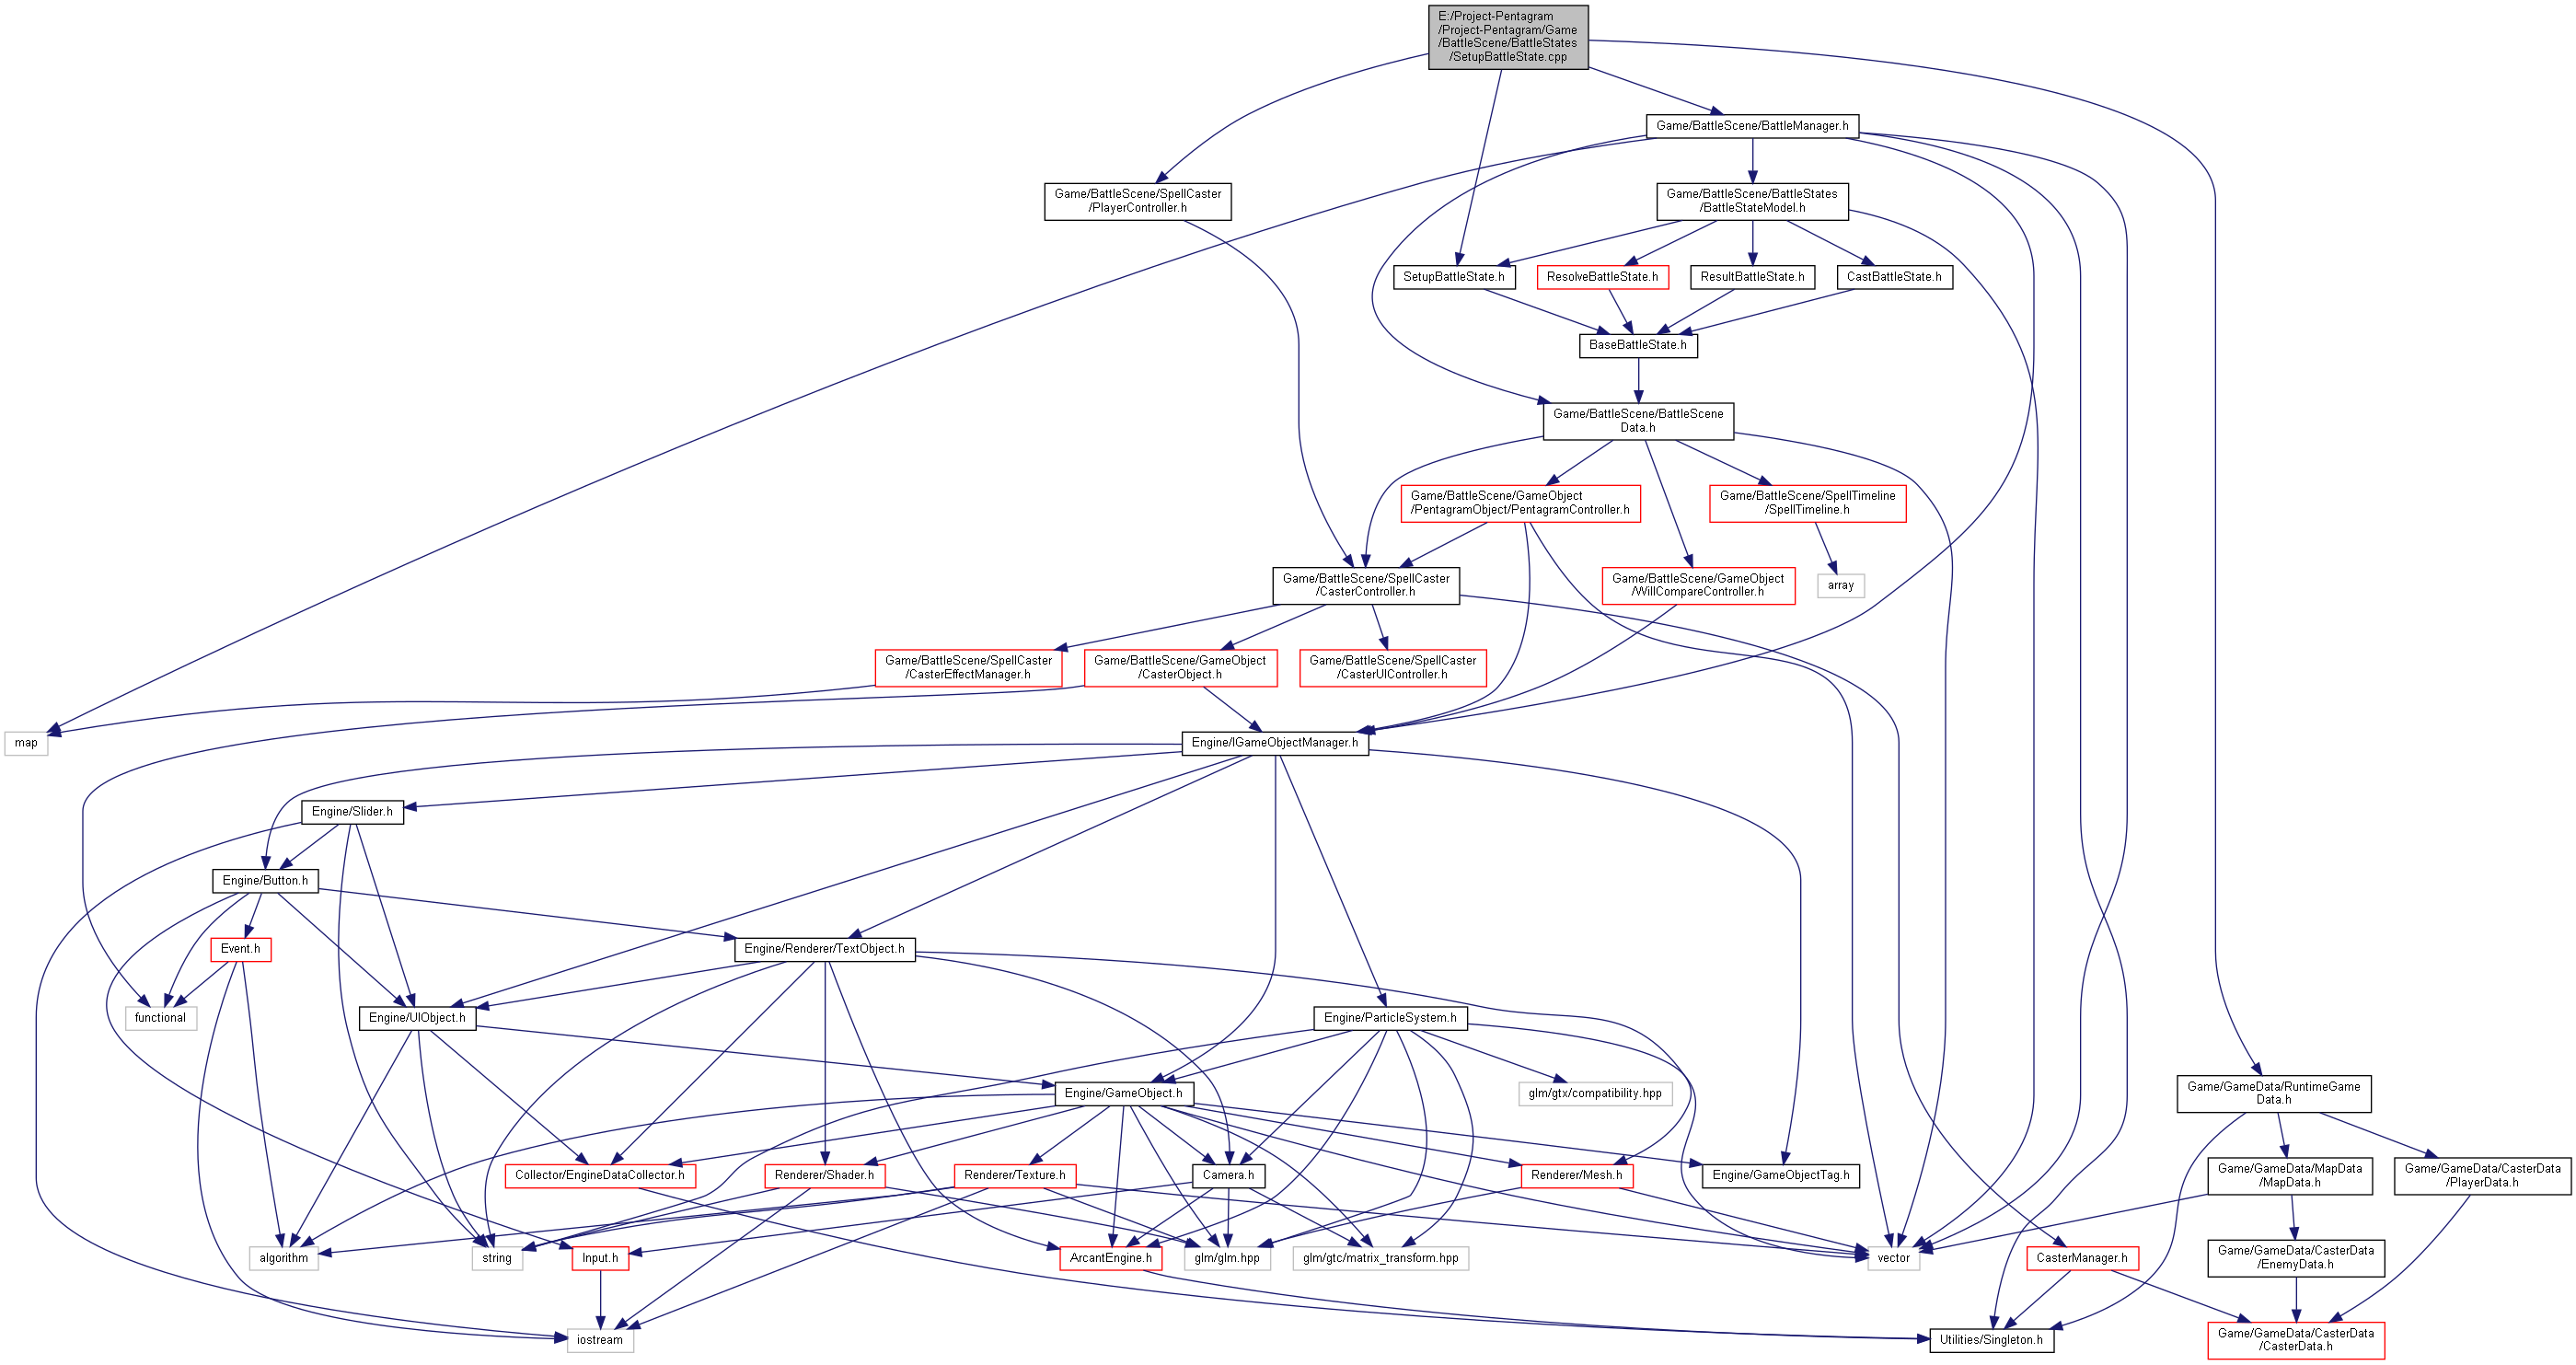 E:/Project-Pentagram
/Project-Pentagram/Game
/BattleScene/BattleStates
/SetupBattleState.cpp
Game/BattleScene/BattleManager.h
Game/BattleScene/SpellCaster
/PlayerController.h
Game/BattleScene/BattleStates
/BattleStateModel.h
SetupBattleState.h
ResolveBattleState.h
ResultBattleState.h
CastBattleState.h
BaseBattleState.h
Game/BattleScene/BattleScene
Data.h
Game/BattleScene/GameObject
/PentagramObject/PentagramController.h
Game/BattleScene/SpellTimeline
/SpellTimeline.h
Game/BattleScene/SpellCaster
/CasterController.h
Game/BattleScene/GameObject
/WillCompareController.h
array
Game/BattleScene/SpellCaster
/CasterEffectManager.h
Game/BattleScene/GameObject
/CasterObject.h
Game/BattleScene/SpellCaster
/CasterUIController.h
map
Engine/IGameObjectManager.h
Engine/Slider.h
Engine/Button.h
Event.h
Engine/Renderer/TextObject.h
functional
Engine/UIObject.h
Engine/ParticleSystem.h
Engine/GameObject.h
glm/gtx/compatibility.hpp
Game/GameData/RuntimeGame
Data.h
Collector/EngineDataCollector.h
Renderer/Shader.h
Renderer/Texture.h
Camera.h
Renderer/Mesh.h
Engine/GameObjectTag.h
Game/GameData/MapData
/MapData.h
Game/GameData/CasterData
/PlayerData.h
algorithm
string
Input.h
ArcantEngine.h
glm/glm.hpp
glm/gtc/matrix_transform.hpp
vector
CasterManager.h
Game/GameData/CasterData
/EnemyData.h
iostream
Utilities/Singleton.h
Game/GameData/CasterData
/CasterData.h